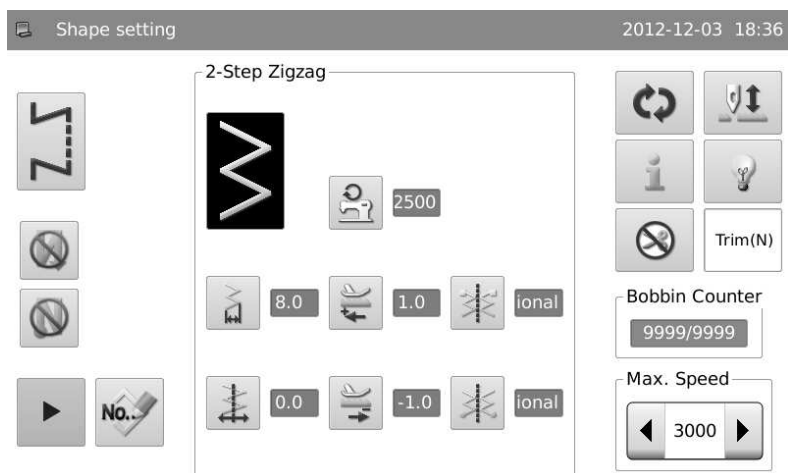 Shape setting
2012-12-03 18:36
2-Step Zigzag
2500
8.0
1.0
ional
0.0
-1.0
ional
No..
Trim(N)
Bobbin Counter
9999/9999
Max. Speed
3000